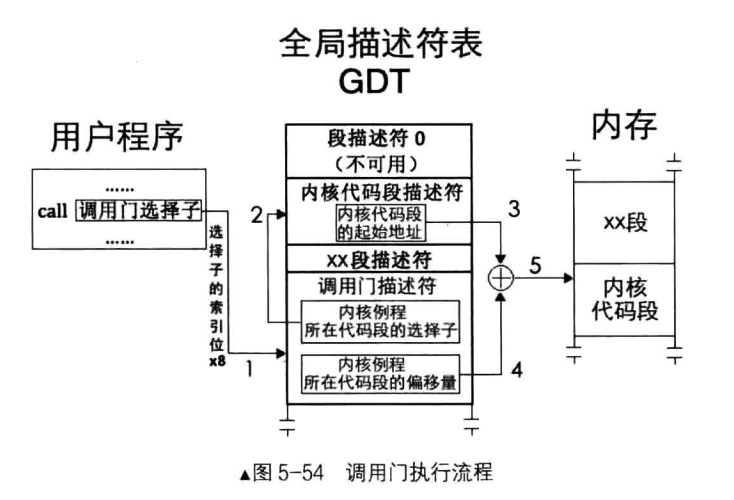 全局描述符表
GDT
用户程序
内存
段描述符 0
（不可用）
......
call 调用门选择子
......
内核代码段描述符
内核代码段
的起始地址
xx段描述符
调用门描述符
内核例程
所在代码段的选择子
内核例程
所在代码段的偏移量
选择子的索引位x8
1
2
3
4
5
xx段
内核
代码段
▲图 5-54 调用门执行流程